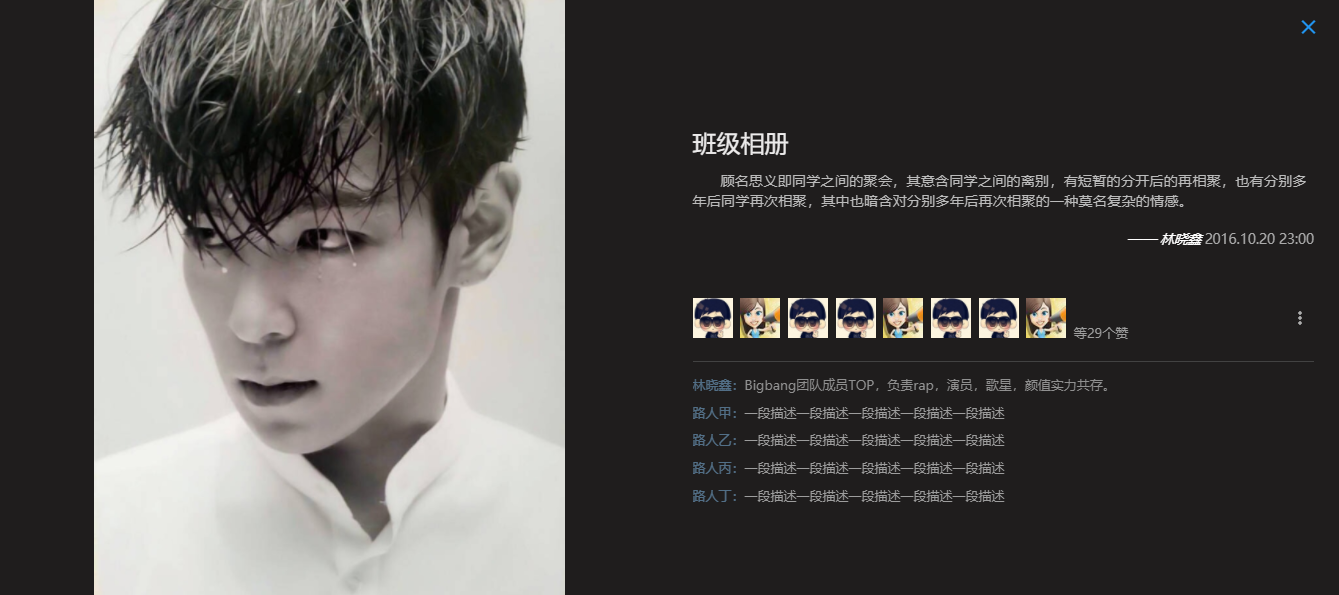 班级相册
顾名思义即同学之间的聚会，其意含同学之间的离别，有短暂的分开后的再相聚，也有分别多
年后同学再次相聚，其中也暗含对分别多年后再次相聚的一种莫名复杂的情感。
—— 林晓鑫 2016.10.20 23:00
等29个赞
林晓鑫：Bigbang团队成员TOP，负责rap，演员，歌星，颜值实力共存。
路人甲：一段描述一段描述一段描述一段描述一段描述
路人乙：一段描述一段描述一段描述一段描述一段描述
路人丙：一段描述一段描述一段描述一段描述一段描述
路人丁：一段描述一段描述一段描述一段描述一段描述